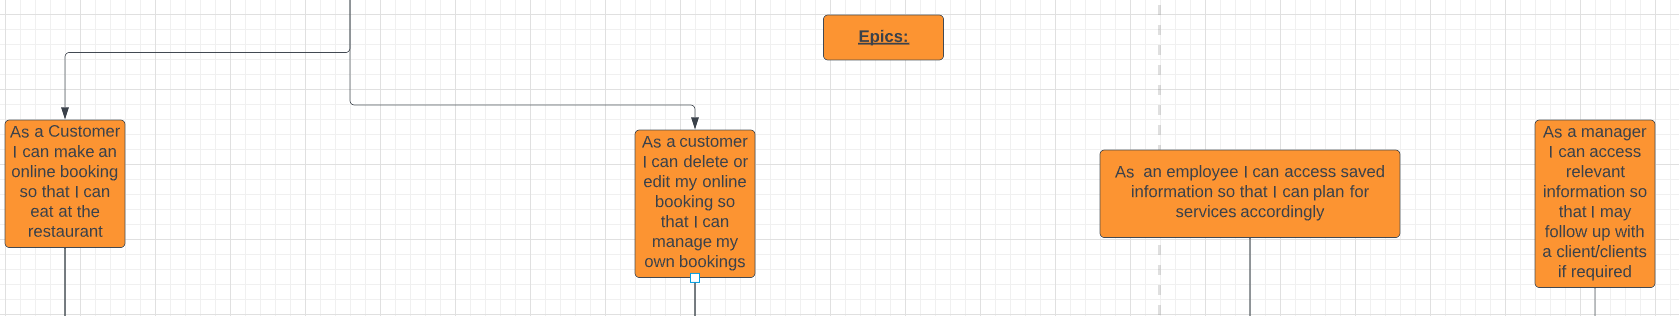 Epics:
As a Customer
I can make an
online booking
so that I can
eat at the
restaurant
As a customer
I can delete or
edit my online
booking so
that I can
manage my
own bookings
As  an employee I can access saved
information so that I can plan for
services accordingly
As a manager
I can access
relevant
information so
that I may
follow up with
a client/clients
if required